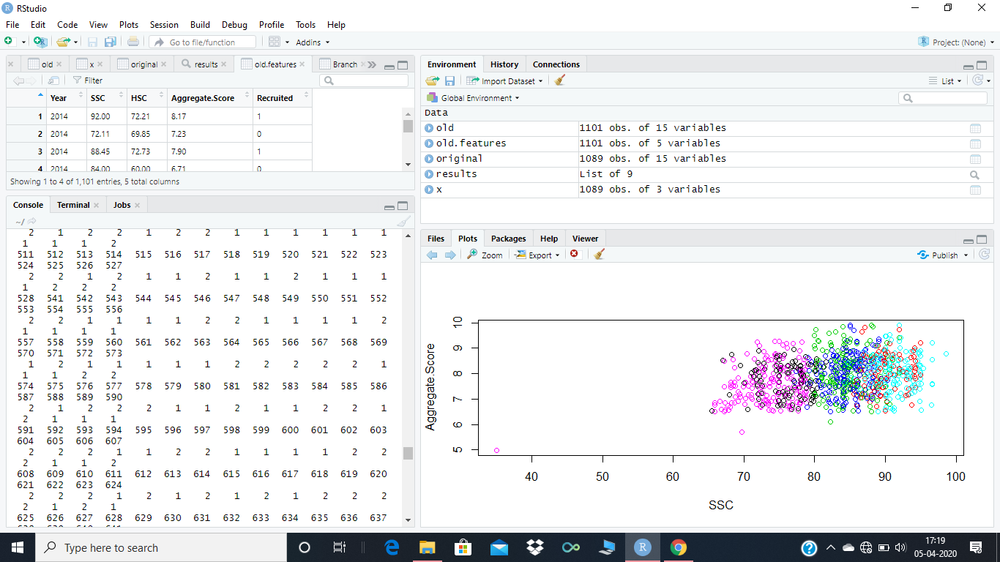 RStudio
File Edit Code View Plots Session Build Debug Profile Tools Help
Go to file/function Addins Project: (None)
old x original results old.features Branch
Filter
Year SSC HSC Aggregate.Score Recruited
1 2014 92.00 72.21 8.17 1
2 2014 72.11 69.85 7.23 0
3 2014 88.45 72.73 7.90 1
4 2014 84.00 60.00 6.71 0
Showing 1 to 4 of 1,101 entries, 5 total columns
Console Terminal Jobs
~/
2 1 2 2 1 2 2 1 1 1 1 1 1
1 1 1 2
511 512 513 514 515 516 517 518 519 520 521 522 523
524 525 526 527
2 2 1 2 1 1 2 1 1 2 1 1 1
1 2 2 2
528 541 542 543 544 545 546 547 548 549 550 551 552
553 554 555 556
2 2 1 1 1 1 2 2 1 1 1 1 2
1 1 1 1
557 558 559 560 561 562 563 564 565 566 567 568 569
570 571 572 573
1 2 1 1 1 1 1 2 2 2 2 2 1
1 1 2 2
574 575 576 577 578 579 580 581 582 583 584 585 586
587 588 589 590
2 1 2 2 2 1 1 2 1 1 2 2 1
2 1 1 1
591 592 593 594 595 596 597 598 599 600 601 602 603
604 605 606 607
2 2 2 1 1 2 2 1 1 1 1 2 2
2 1 1 2
608 609 610 611 612 613 614 615 616 617 618 619 620
621 622 623 624
2 2 2 1 2 1 2 1 2 1 2 2 2
2 1 2 1
625 626 627 628 629 630 631 632 633 634 635 636 637
Environment History Connections
Import Dataset List
Global Environment
Data
old 1101 obs. of 15 variables
old.features 1101 obs. of 5 variables
original 1089 obs. of 15 variables
results List of 9
x 1089 obs. of 3 variables
Files Plots Packages Help Viewer
Zoom Export Publish
Aggregate.Score
10
9
8
7
6
5
40 50 60 70 80 90 100
SSC
Type here to search
17:19
05-04-2020